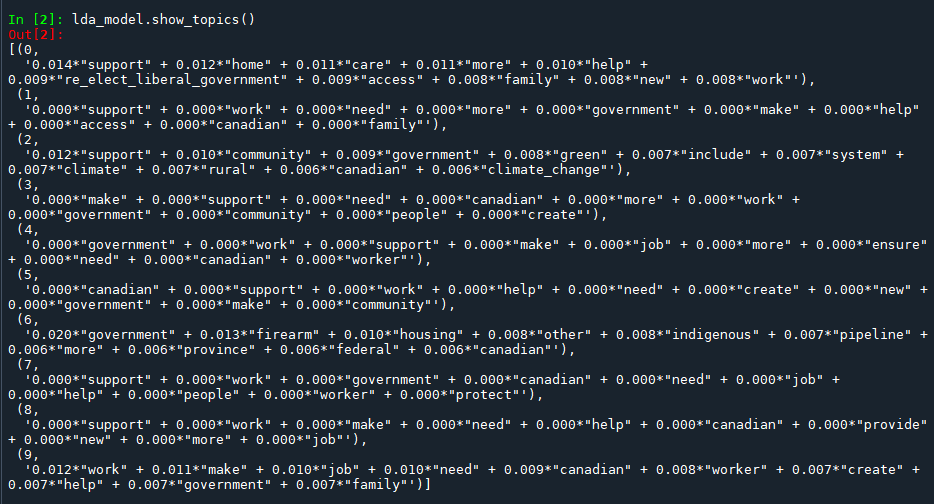 In [2]: lda_model.show_topics()
Out[2]:
[(0,
'0.014*"support" + 0.012*"home" + 0.011*"care" + 0.011*"more" + 0.010*"help" +
0.009*"re_elect_liberal_government" + 0.009*"access" + 0.008*"family" + 0.008*"new" + 0.008*"work"'),
(1,
'0.000*"support" + 0.000*"work" + 0.000*"need" + 0.000*"more" + 0.000*"government" + 0.000*"make" + 0.000*"help"
+ 0.000*"access" + 0.000*"canadian" + 0.000*"family"'),
(2,
'0.012*"support" + 0.010*"community" + 0.009*"government" + 0.008*"green" + 0.007*"include" + 0.007*"system" +
0.007*"climate" + 0.007*"rural" + 0.006*"canadian" + 0.006*"climate_change"'),
(3,
'0.000*"make" + 0.000*"support" + 0.000*"need" + 0.000*"canadian" + 0.000*"more" + 0.000*"work" +
0.000*"government" + 0.000*"community" + 0.000*"people" + 0.000*"create"'),
(4,
'0.000*"government" + 0.000*"work" + 0.000*"support" + 0.000*"make" + 0.000*"job" + 0.000*"more" + 0.000*"ensure"
+ 0.000*"need" + 0.000*"canadian" + 0.000*"worker"'),
(5,
'0.000*"canadian" + 0.000*"support" + 0.000*"work" + 0.000*"help" + 0.000*"need" + 0.000*"create" + 0.000*"new" +
0.000*"government" + 0.000*"make" + 0.000*"community"'),
(6,
'0.020*"government" + 0.013*"firearm" + 0.010*"housing" + 0.008*"other" + 0.008*"indigenous" + 0.007*"pipeline" +
0.006*"more" + 0.006*"province" + 0.006*"federal" + 0.006*"canadian"'),
(7,
'0.000*"support" + 0.000*"work" + 0.000*"government" + 0.000*"canadian" + 0.000*"need" + 0.000*"job" +
0.000*"help" + 0.000*"people" + 0.000*"worker" + 0.000*"protect"'),
(8,
'0.000*"support" + 0.000*"work" + 0.000*"make" + 0.000*"need" + 0.000*"help" + 0.000*"canadian" + 0.000*"provide"
+ 0.000*"new" + 0.000*"more" + 0.000*"job"'),
(9,
'0.012*"work" + 0.011*"make" + 0.010*"job" + 0.010*"need" + 0.009*"canadian" + 0.008*"worker" + 0.007*"create" +
0.007*"help" + 0.007*"government" + 0.007*"family"')]